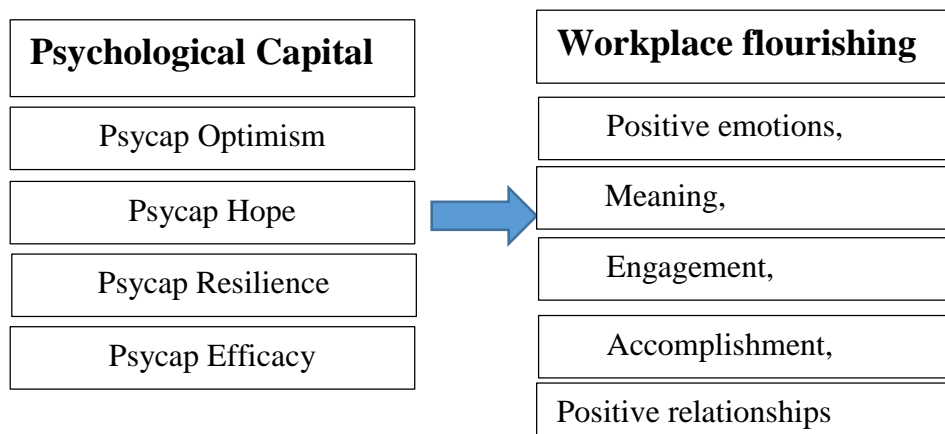 Psychological Capital
Psycap Optimism
Psycap Hope
Psycap Resilience
Psycap Efficacy
Workplace flourishing
Positive emotions,
Meaning,
Engagement,
Accomplishment,
Positive relationships